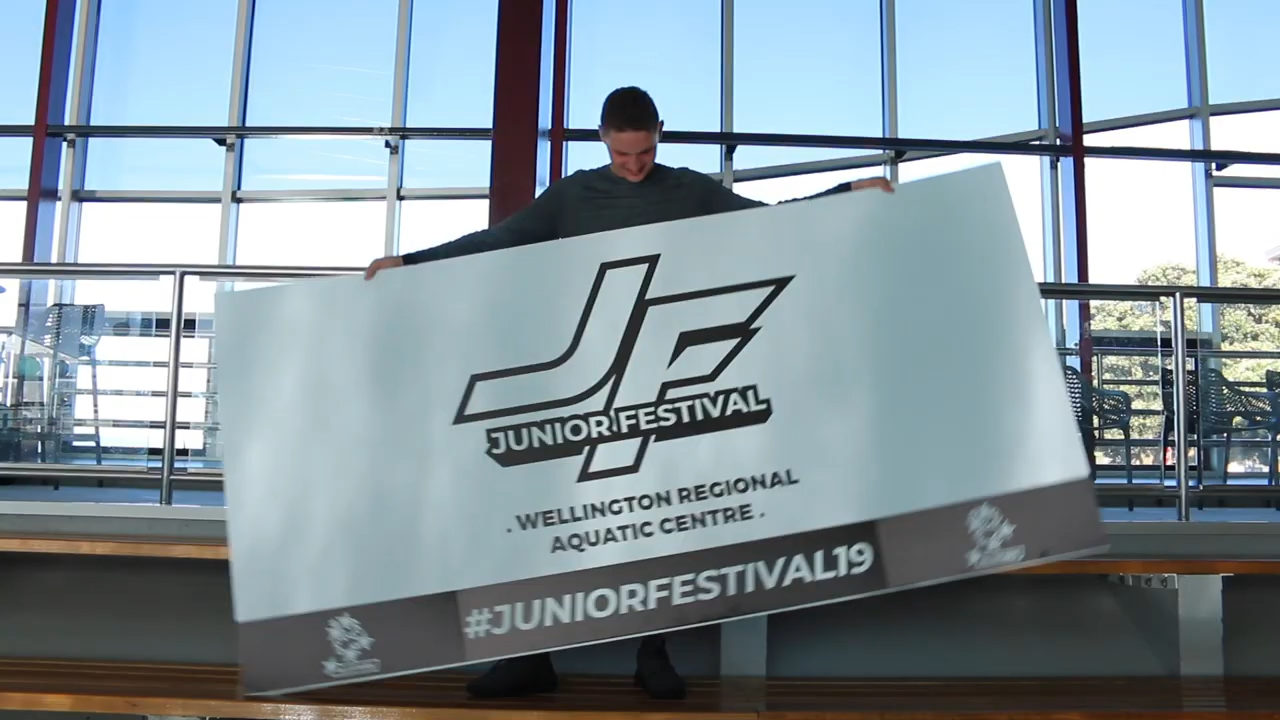 JF
JUNIOR FESTIVAL
. WELLINGTON REGIONAL
AQUATIC CENTRE .
#JUNIORFESTIVAL19